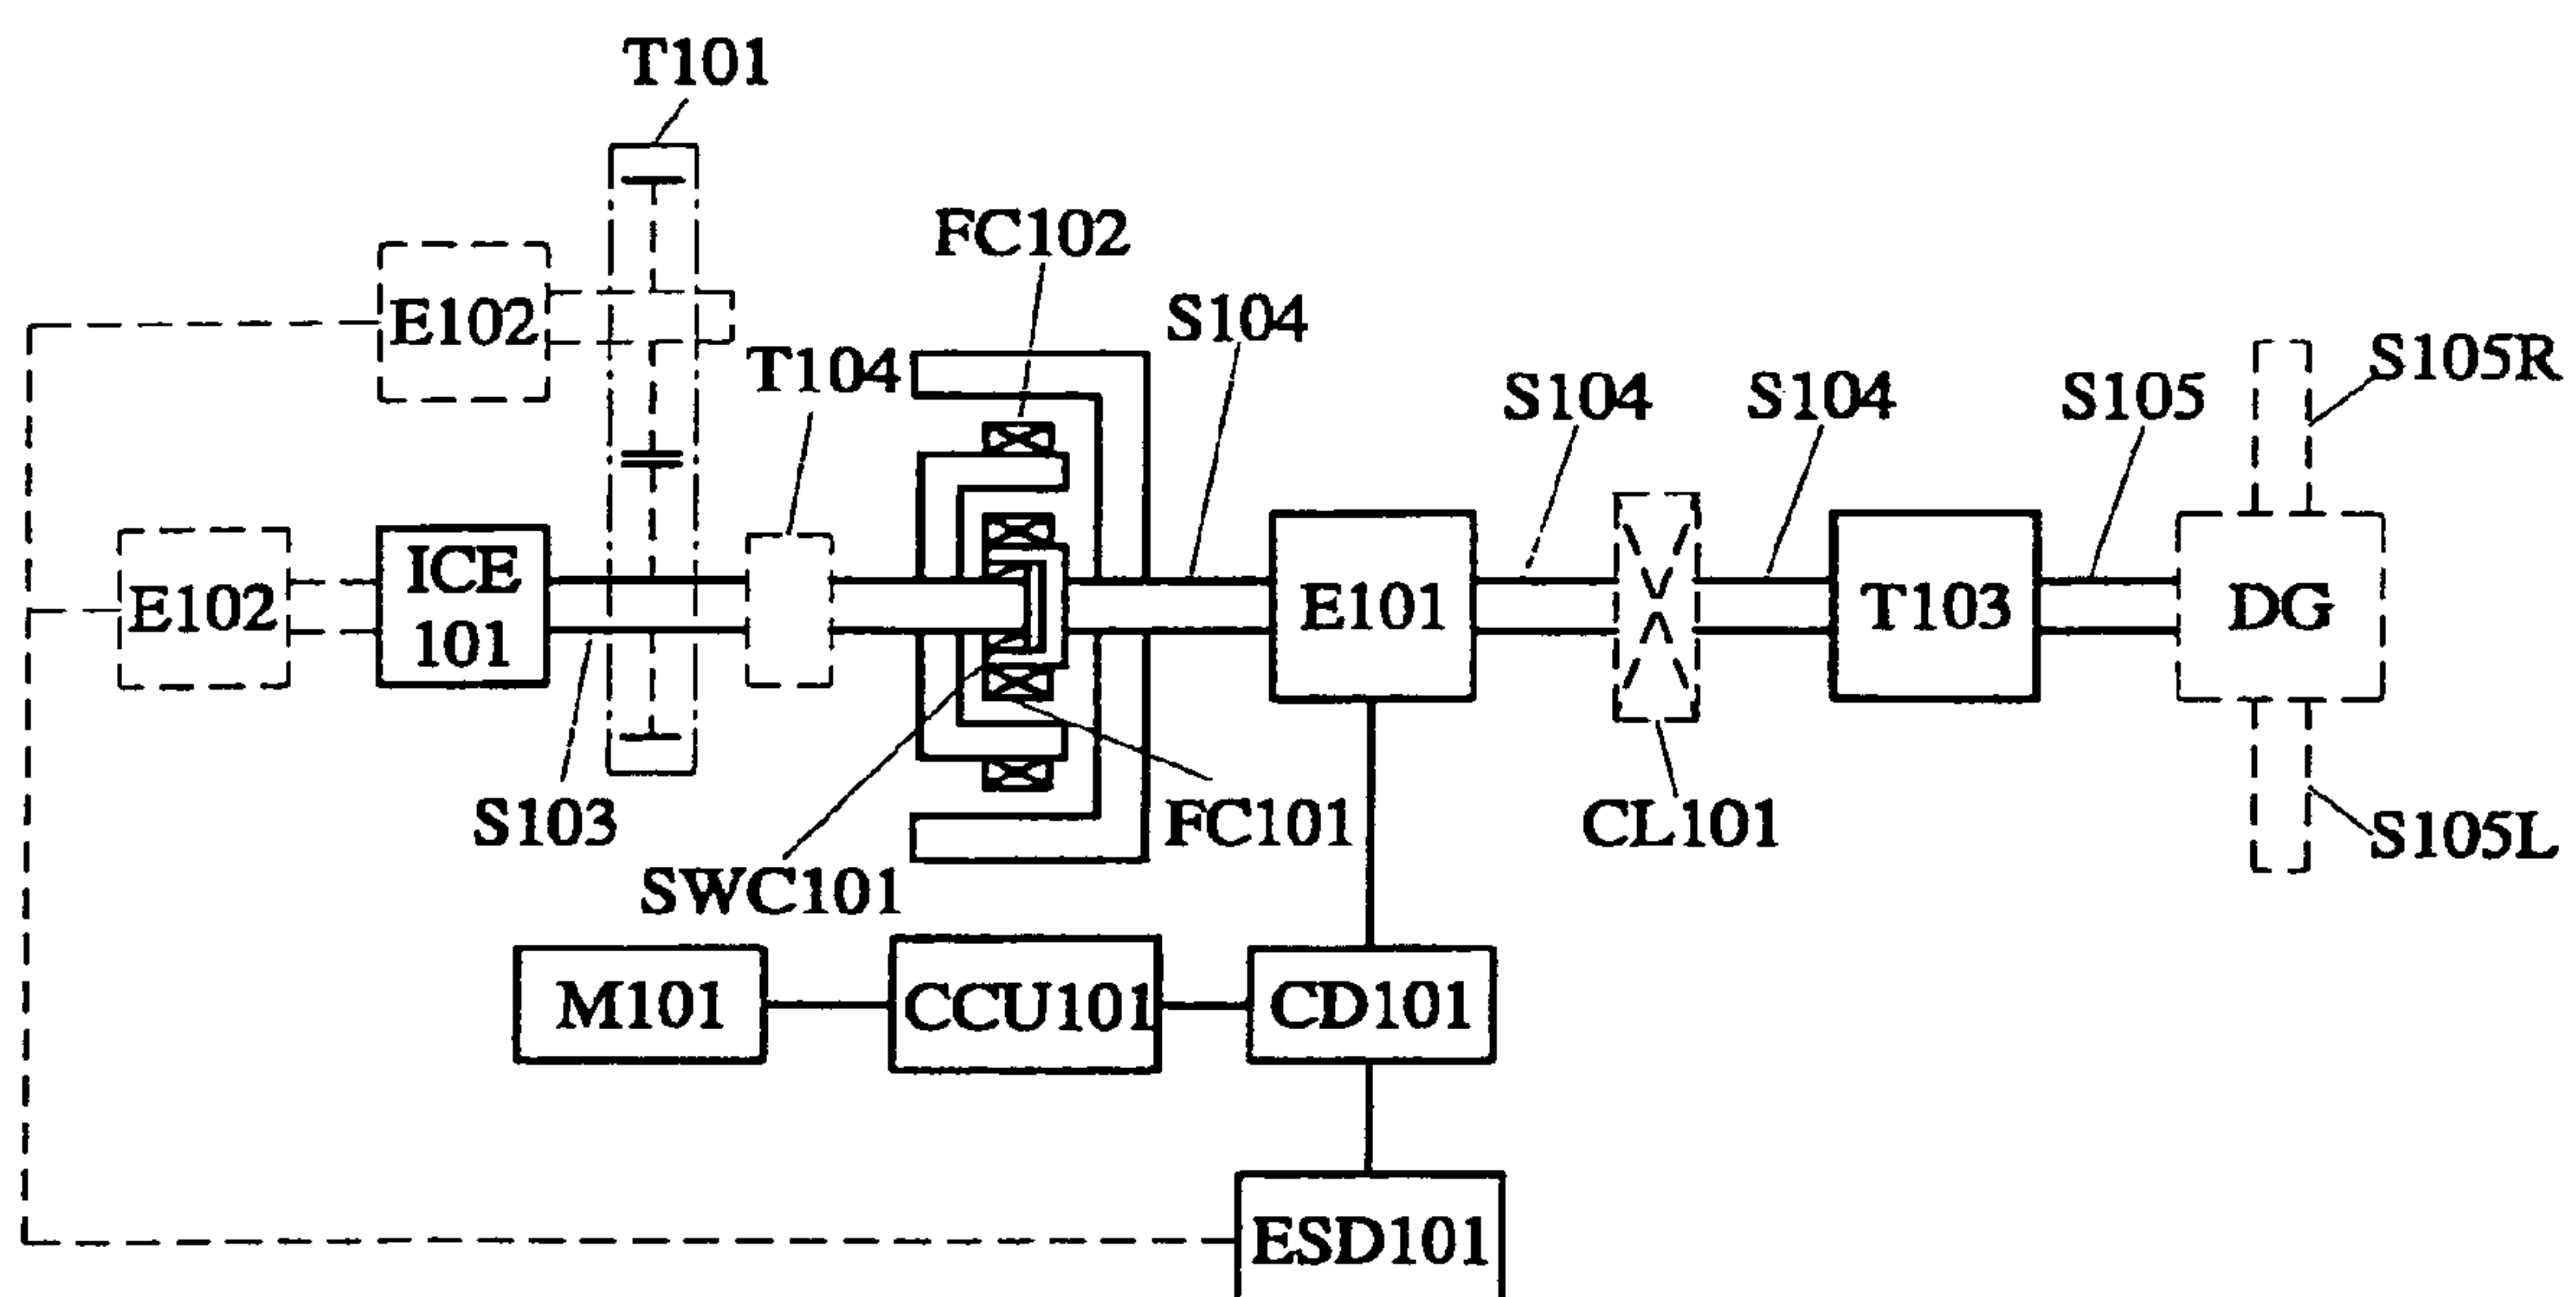 T101
FC102
E102
S104
T104
S105R
S104
S104
S105
E102
ICE
101
E101
T103
DG
S103
FC101
CL101
S105L
SWC101
M101
CCU101
CD101
ESD101